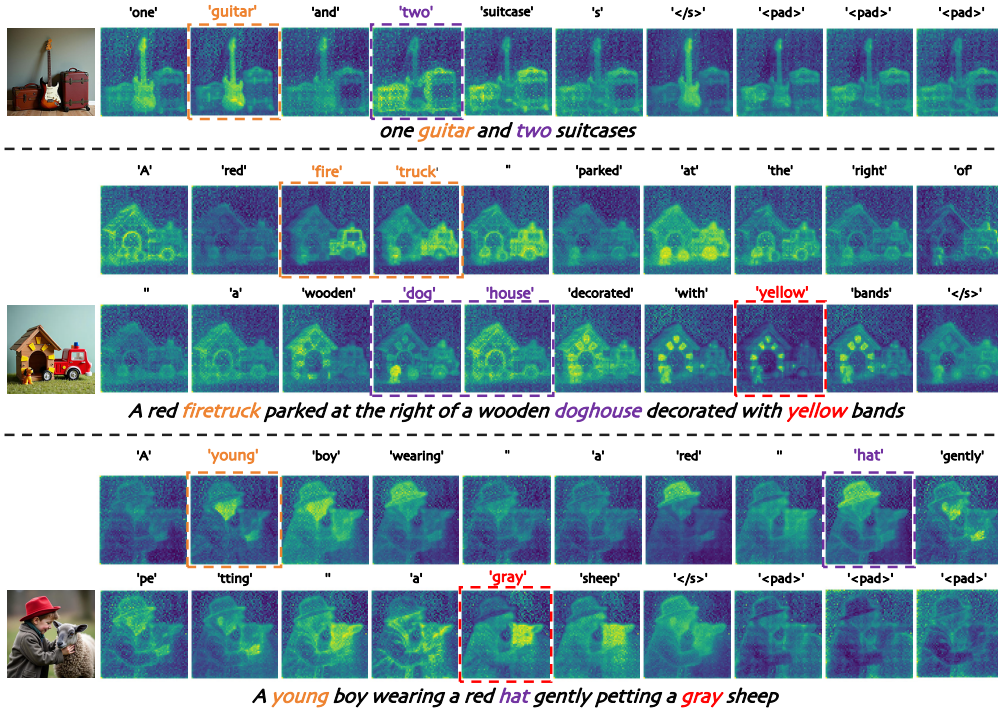 'one' 'guitar' 'and' 'two' 'suitcase' 's' '</s>' '<pad>' '<pad>' '<pad>'
one guitar and two suitcases
'A' 'red' 'fire' 'truck' '' 'parked' 'at' 'the' 'right' 'of'
'' 'a' 'wooden' 'dog' 'house' 'decorated' 'with' 'yellow' 'bands' '</s>'
A red firetruck parked at the right of a wooden doghouse decorated with yellow bands
'A' 'young' 'boy' 'wearing' '' 'a' 'red' '' 'hat' 'gently'
'pe' 'tting' '' 'a' 'gray' 'sheep' '</s>' '<pad>' '<pad>' '<pad>'
A young boy wearing a red hat gently petting a gray sheep